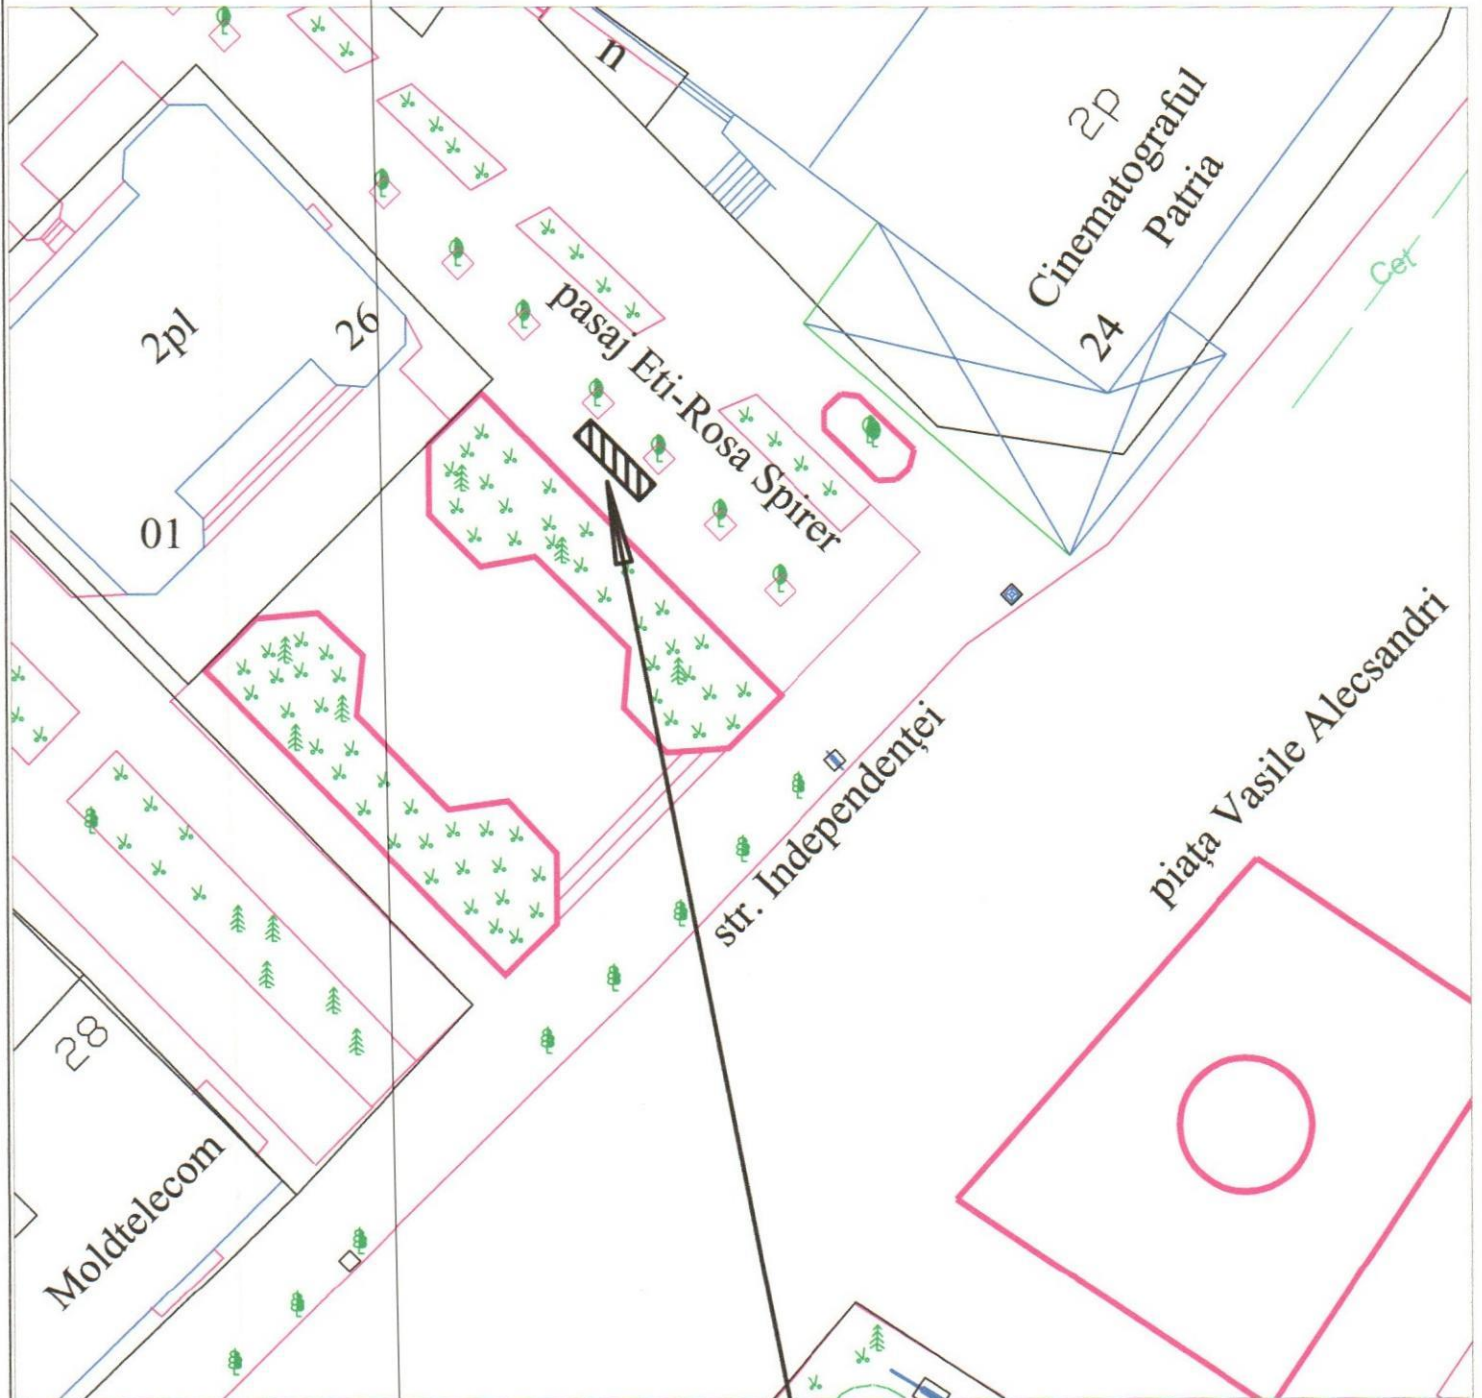 n
2p
Cinematograful
Patria
24
Cet
2pl
26
01
pasaj Eti-Rosa Spirer
str. Independenței
piața Vasile Alecsandri
28
Moldtelecom